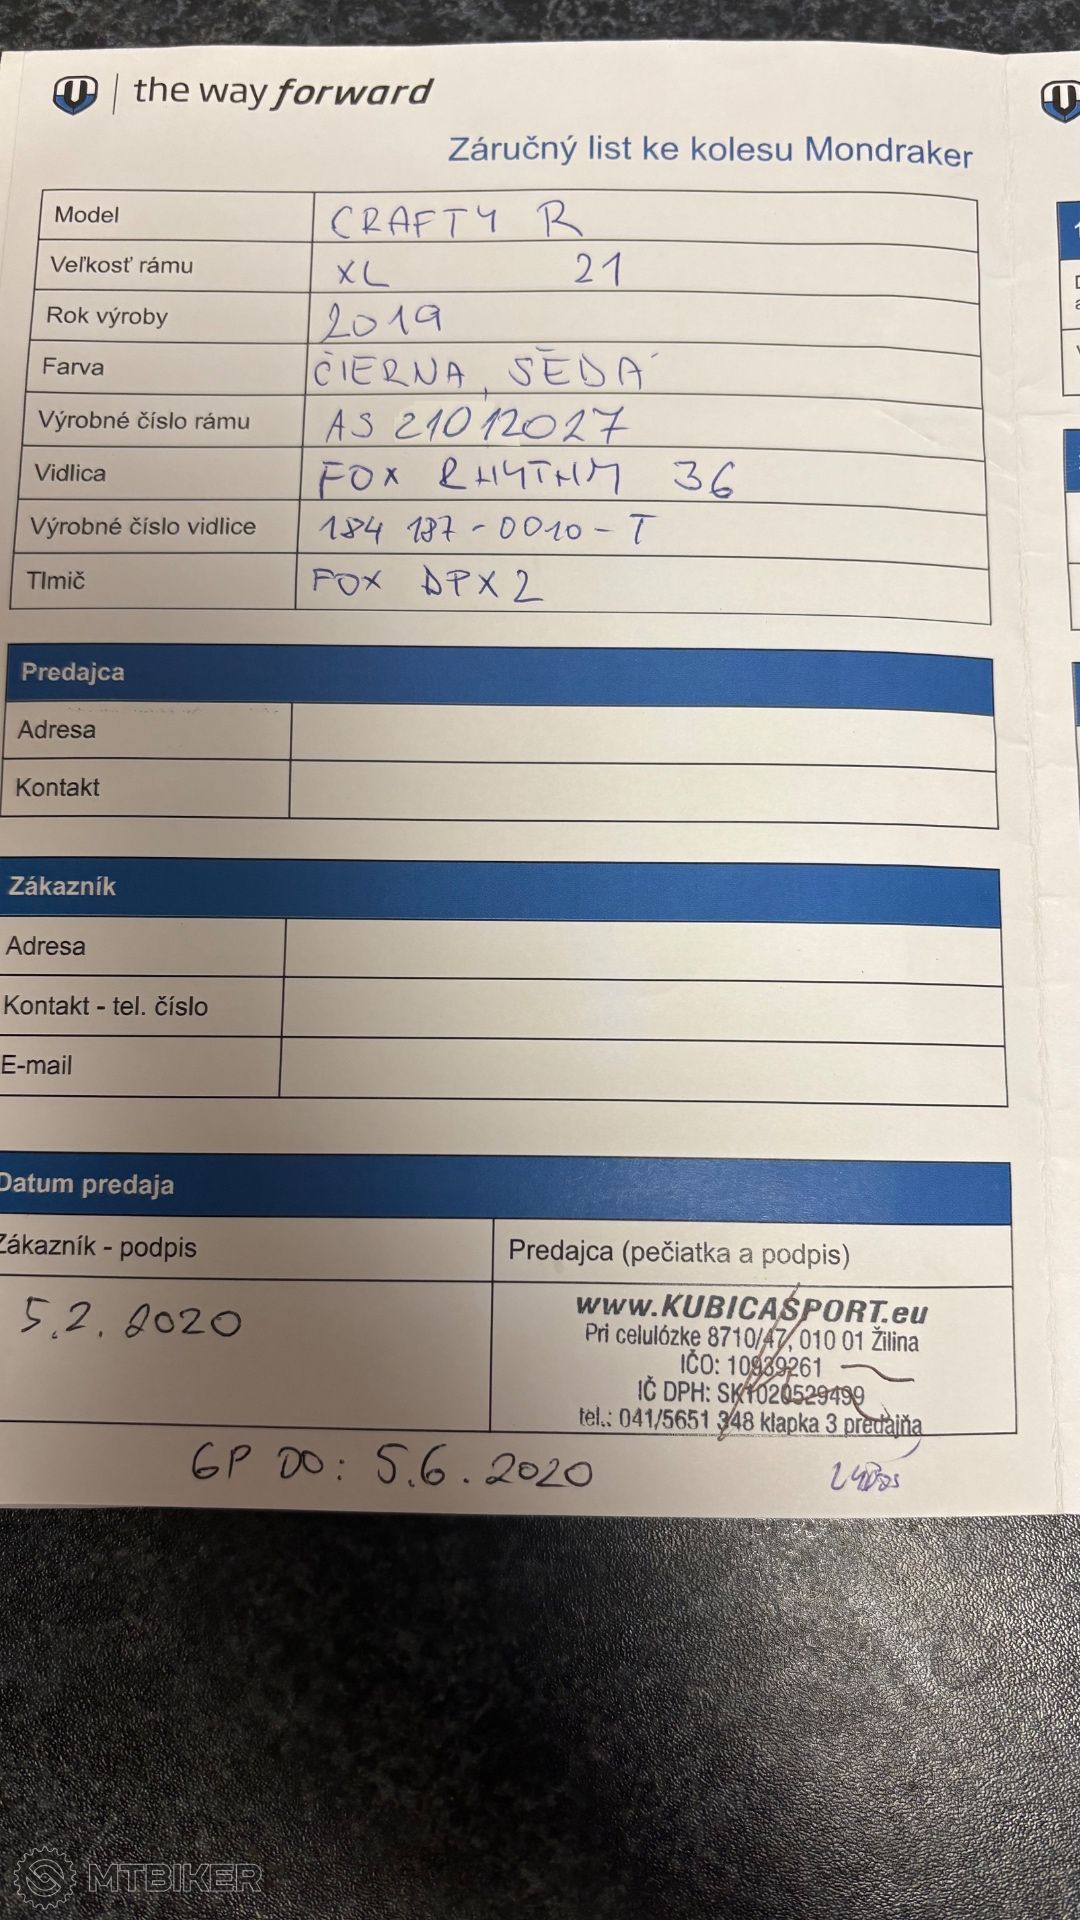 the way forward
Záručný list ke kolesu Mondraker
Model CRAFTY R
Veľkosť rámu XL 21
Rok výroby 2019
Farva ČIERNA, ŠEDÁ
Výrobné číslo rámu AS 21012027
Vidlica FOX RHYTHM 36
Výrobné číslo vidlice 184 187-0010-T
Tlmič FOX DPX2
Predajca
Adresa
Kontakt
Zákazník
Adresa
Kontakt - tel. číslo
E-mail
Datum predaja
Zákazník - podpis
Predajca (pečiatka a podpis)
5.2.2020
www.KUBICASPORT.eu
Pri celulózke 8710/47, 010 01 Žilina
IČO: 10939261
IČ DPH: SK1020529499
tel.: 041/5651 348 klapka 3 predajňa
GP DO: 5.6.2020
MTBIKER